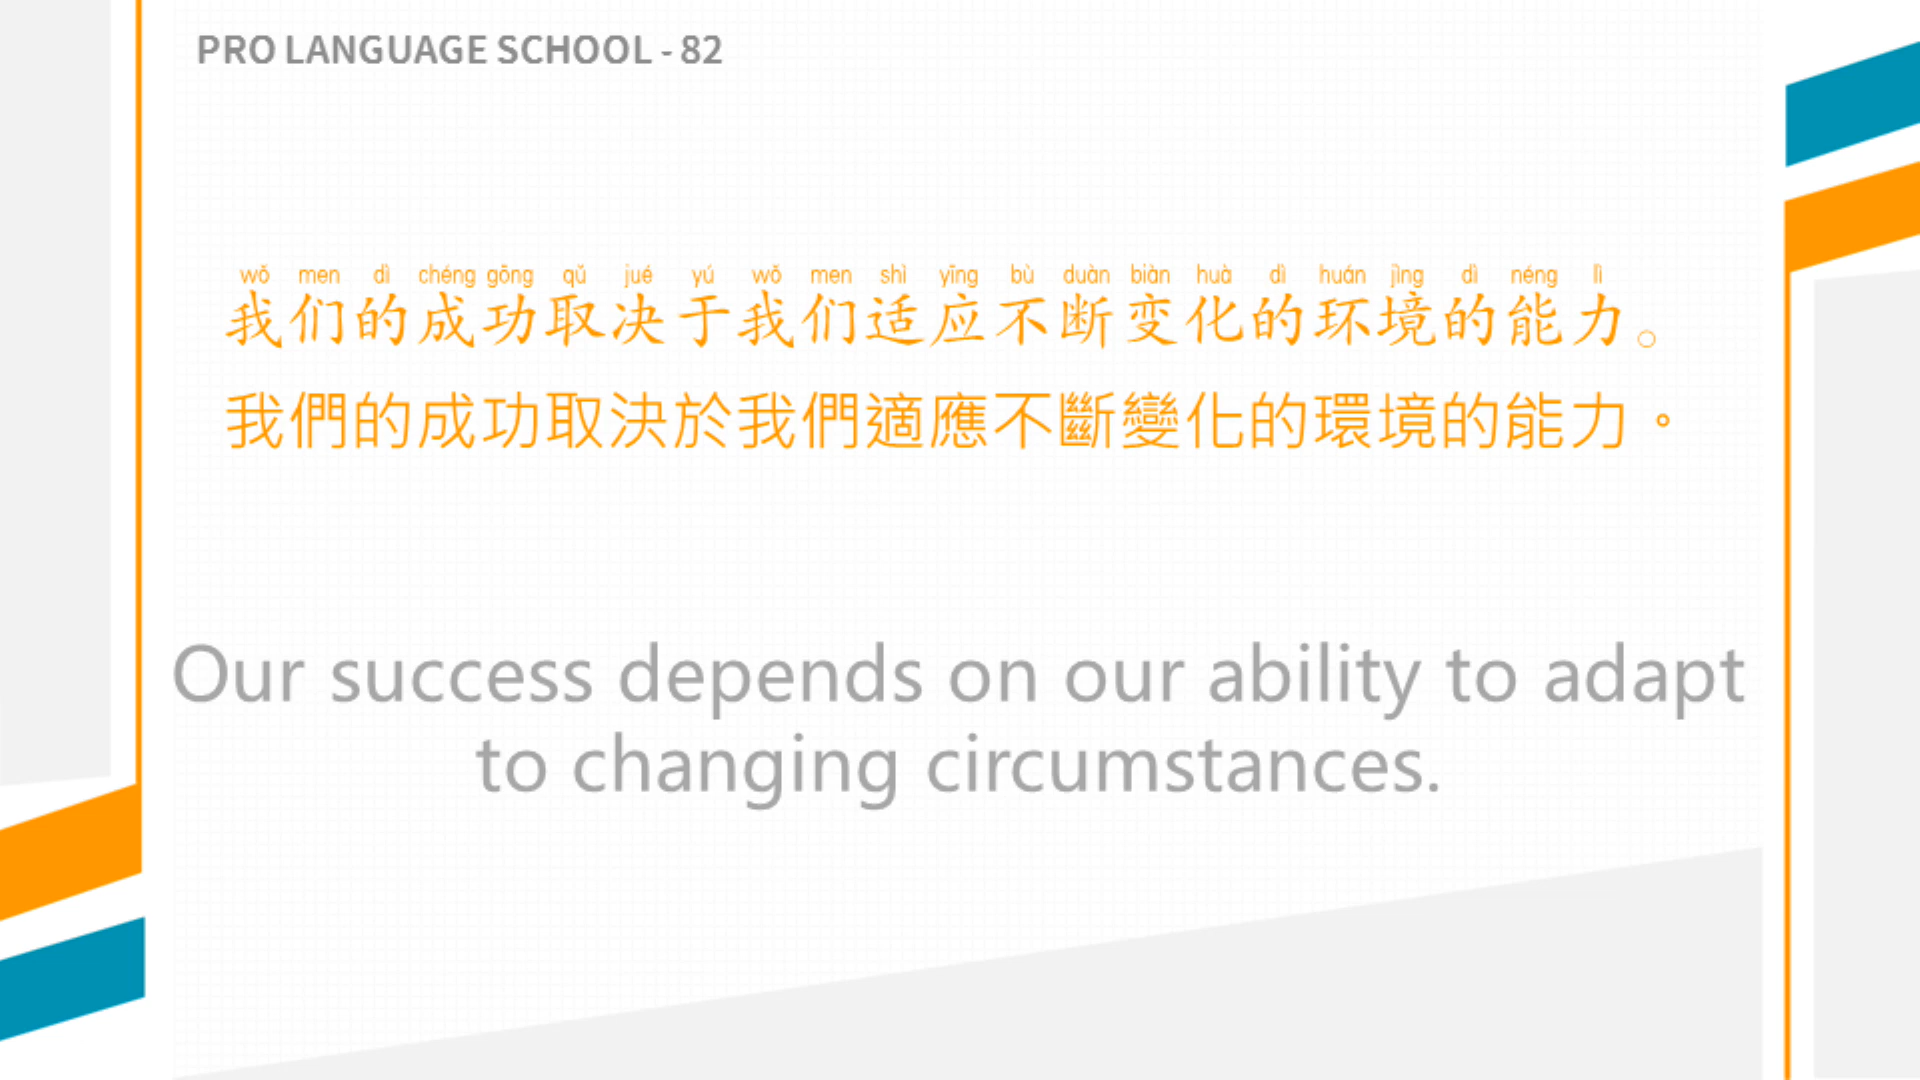 PRO LANGUAGE SCHOOL - 82
wǒ men dì chéng gōng qǔ jué yú wǒ men shì yīng bù duàn biàn huà dì huán jìng dì néng lì
我们的成功取决于我们适应不断变化的环境的能力。
我們的成功取決於我們適應不斷變化的環境的能力。
Our success depends on our ability to adapt
to changing circumstances.